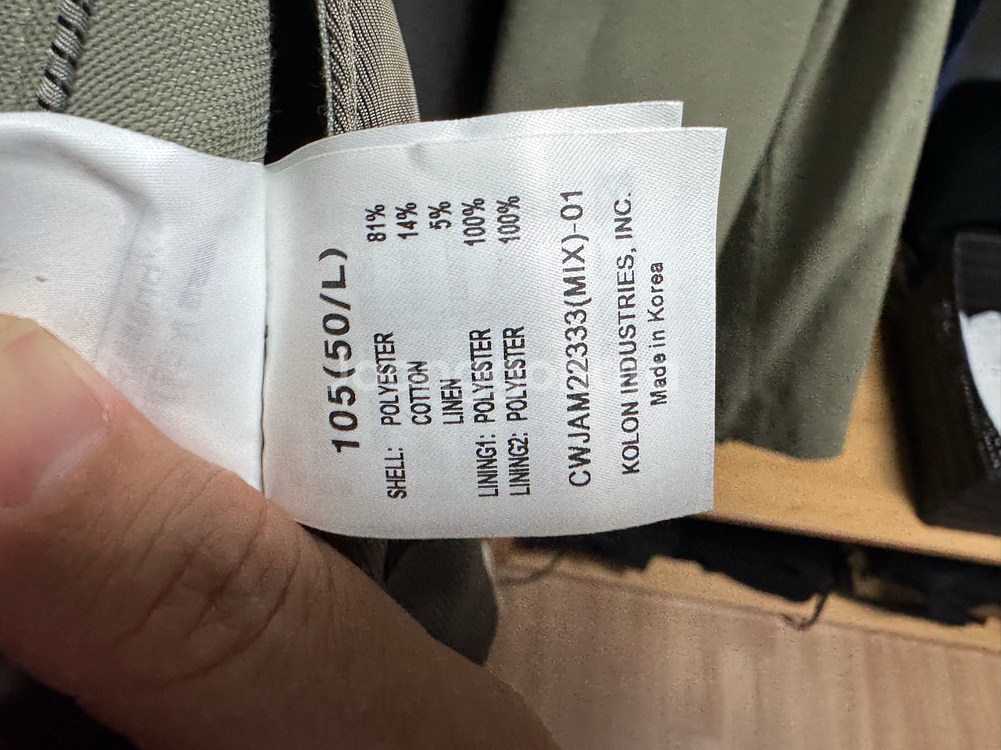 105(50/L)
SHELL: POLYESTER 81%
COTTON 14%
LINEN 5%
LINING1: POLYESTER 100%
LINING2: POLYESTER 100%
CWJAM22333(MIX)-01
KOLON INDUSTRIES, INC.
Made in Korea